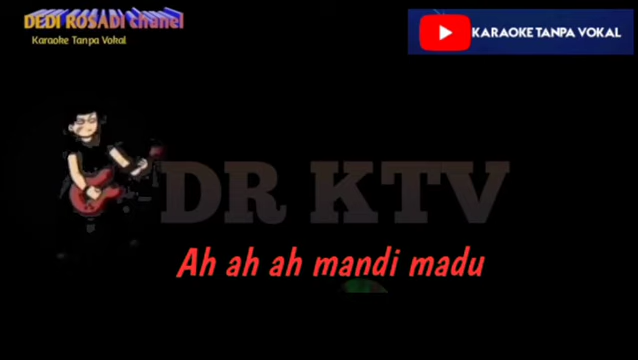 DEDI ROSADI chanel
Karaoke Tanpa Vokal
KARAOKE TANPA VOKAL
DR KTV
Ah ah ah mandi madu